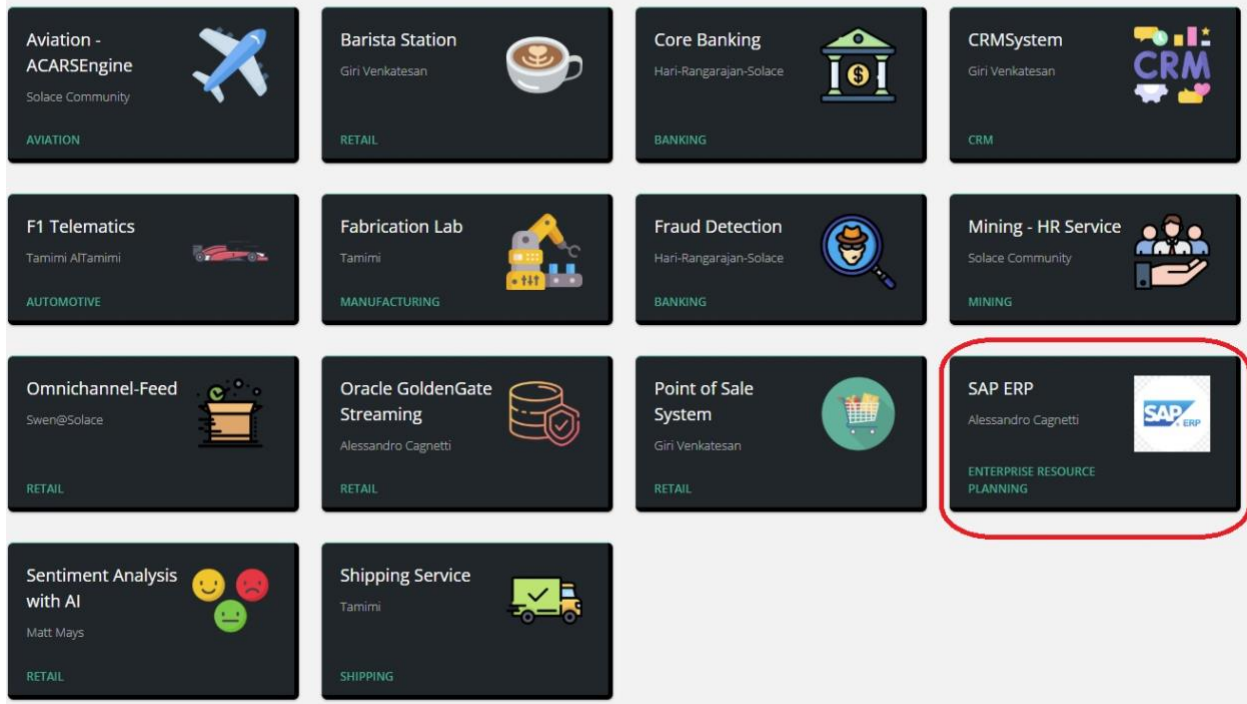 Aviation -
ACARSEngine
Solace Community
AVIATION
Barista Station
Giri Venkatesan
RETAIL
Core Banking
Hari-Rangarajan-Solace
BANKING
CRMSystem
Giri Venkatesan
CRM
CRM
F1 Telematics
Tamimi AlTamimi
AUTOMOTIVE
Fabrication Lab
Tamimi
MANUFACTURING
Fraud Detection
Hari-Rangarajan-Solace
BANKING
Mining - HR Service
Solace Community
MINING
Omnichannel-Feed
Swen@Solace
RETAIL
Oracle GoldenGate
Streaming
Alessandro Cagnetti
RETAIL
Point of Sale
System
Giri Venkatesan
RETAIL
SAP ERP
Alessandro Cagnetti
SAP ERP
ENTERPRISE RESOURCE
PLANNING
Sentiment Analysis
with AI
Matt Mays
RETAIL
Shipping Service
Tamimi
SHIPPING